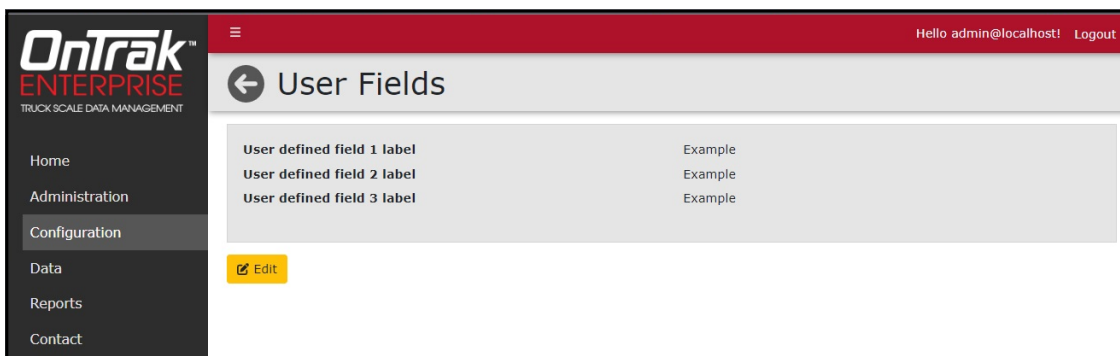 OnTrak™
ENTERPRISE
TRUCK SCALE DATA MANAGEMENT
Home
Administration
Configuration
Data
Reports
Contact
Hello admin@localhost! Logout
User Fields
User defined field 1 label Example
User defined field 2 label Example
User defined field 3 label Example
Edit